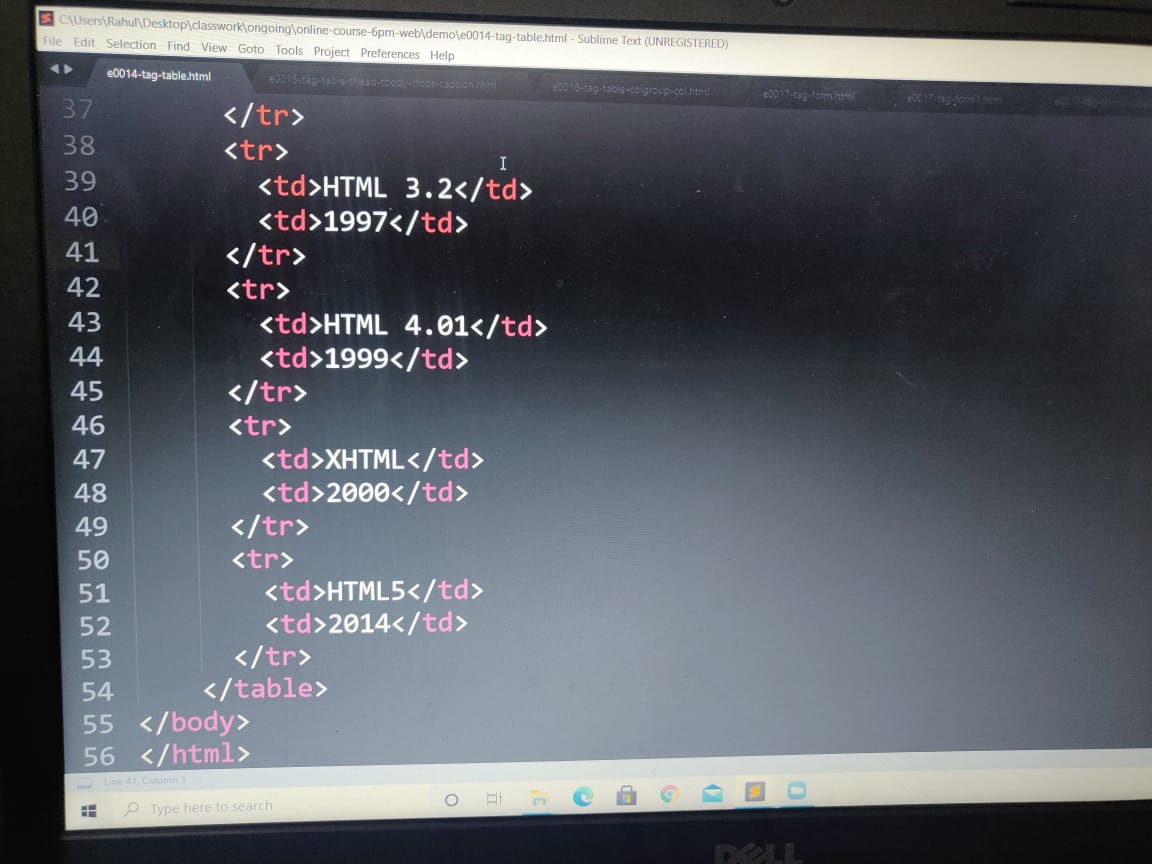 C:\Users\Rahul\Desktop\classwork\ongoing\online-course-6pm-web\demo\e0014-tag-table.html - Sublime Text (UNREGISTERED)
File Edit Selection Find View Goto Tools Project Preferences Help
e0014-tag-table.html e0015-tag-table-thead-tbody-tfoot-caption.html e0016-tag-table-colgroup-col.html e0017-tag-form.html
37 </tr>
38 <tr>
39 <td>HTML 3.2</td>
40 <td>1997</td>
41 </tr>
42 <tr>
43 <td>HTML 4.01</td>
44 <td>1999</td>
45 </tr>
46 <tr>
47 <td>XHTML</td>
48 <td>2000</td>
49 </tr>
50 <tr>
51 <td>HTML5</td>
52 <td>2014</td>
53 </tr>
54 </table>
55 </body>
56 </html>
Line 41, Column 1
Type here to search
DELL